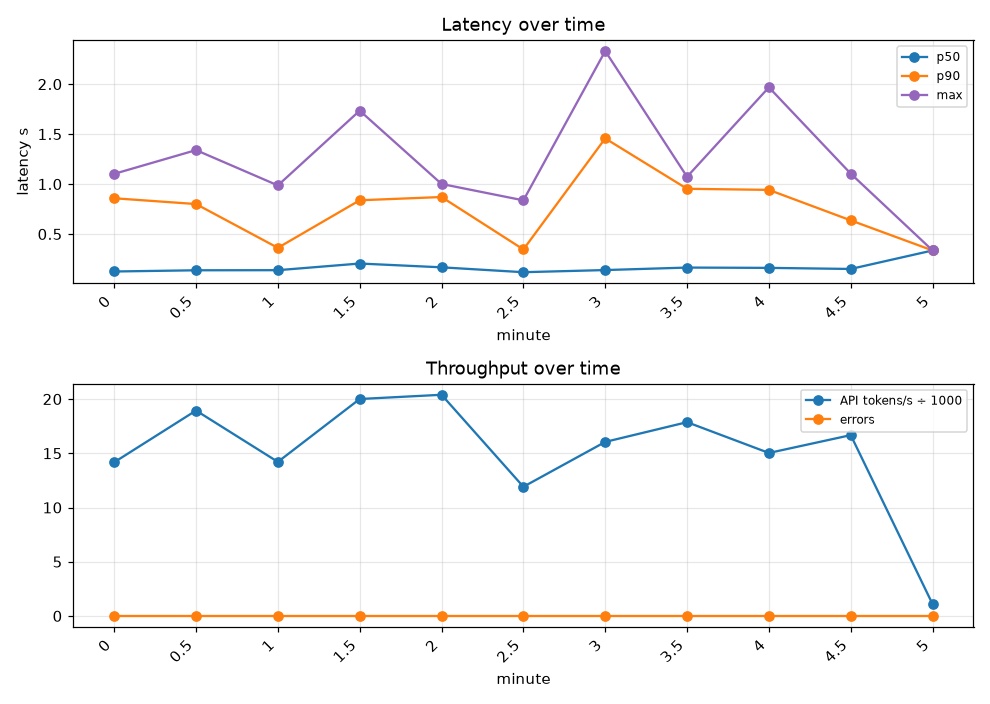 Latency over time
p50
p90
max
latency s
2.0
1.5
1.0
0.5
0 0.5 1 1.5 2 2.5 3 3.5 4 4.5 5
minute
Throughput over time
API tokens/s ÷ 1000
errors
20
15
10
5
0
0 0.5 1 1.5 2 2.5 3 3.5 4 4.5 5
minute